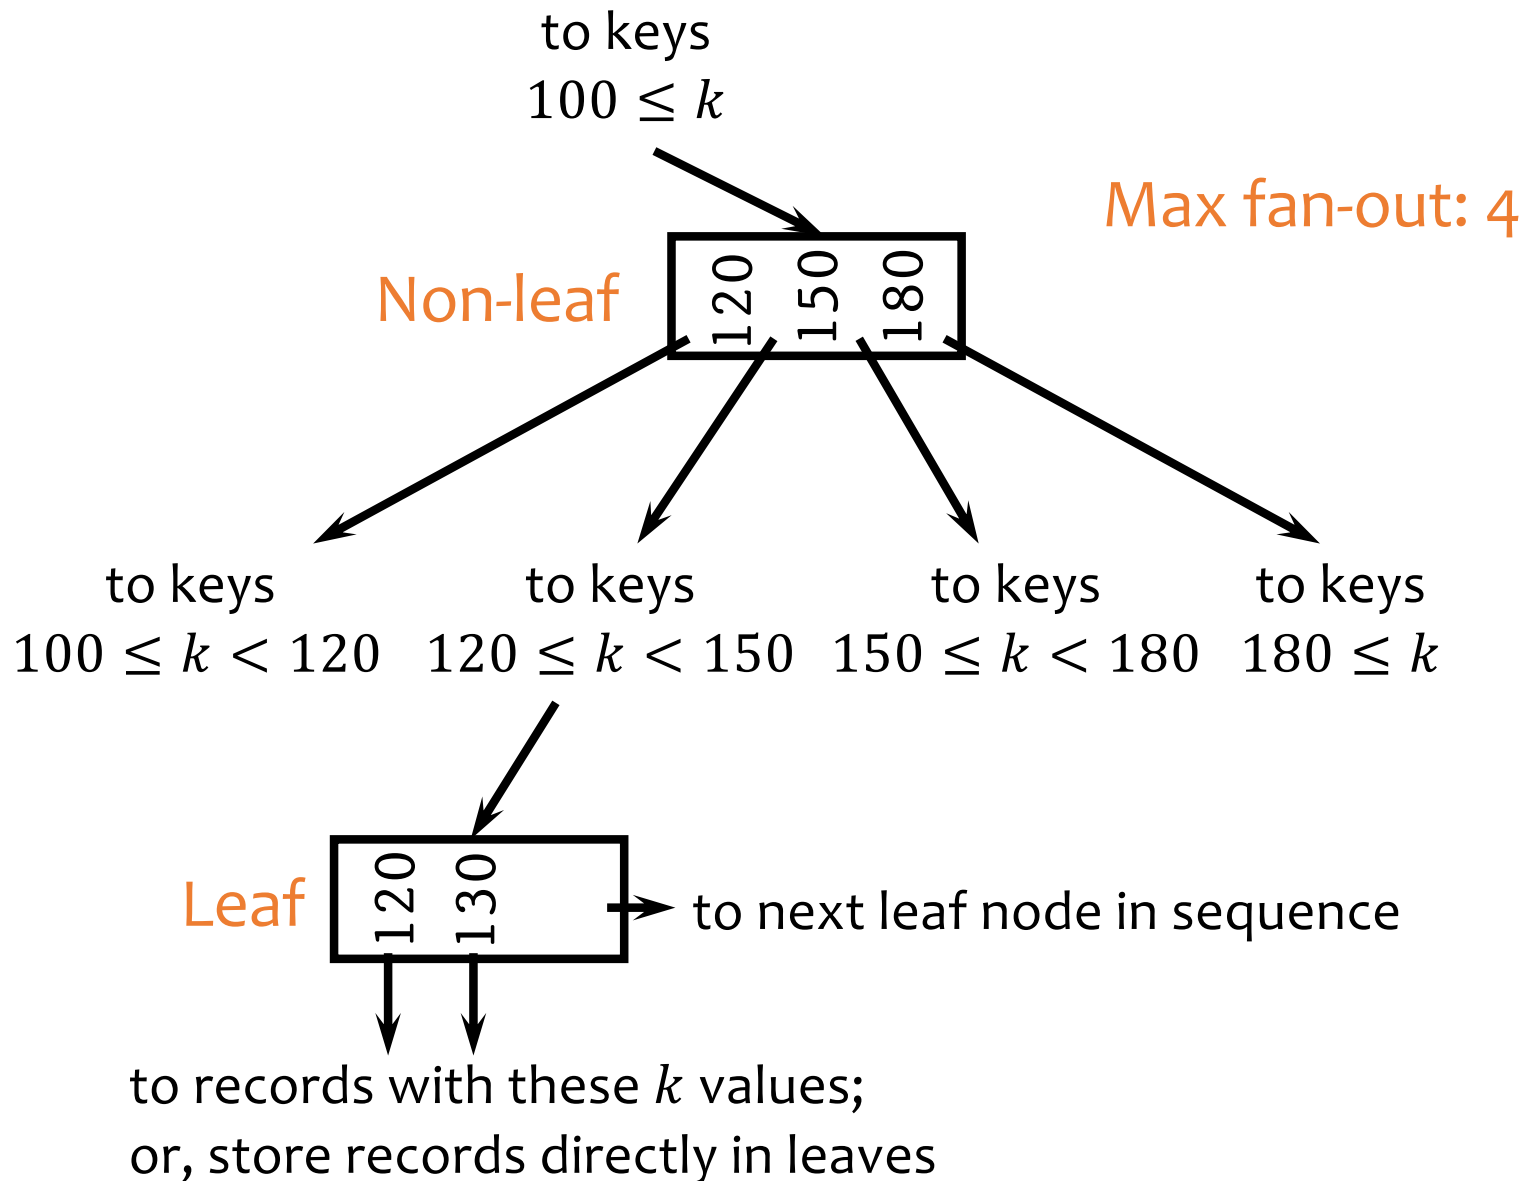 to keys
100 ≤ k
Max fan-out: 4
Non-leaf
120 150 180
to keys
100 ≤ k < 120
to keys
120 ≤ k < 150
to keys
150 ≤ k < 180
to keys
180 ≤ k
Leaf
120 130
to next leaf node in sequence
to records with these k values;
or, store records directly in leaves